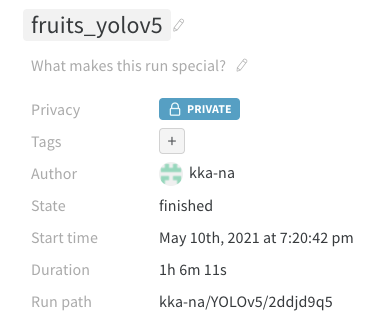 fruits_yolov5
What makes this run special?
Privacy PRIVATE
Tags +
Author kka-na
State finished
Start time May 10th, 2021 at 7:20:42 pm
Duration 1h 6m 11s
Run path kka-na/YOLOv5/2ddjd9q5